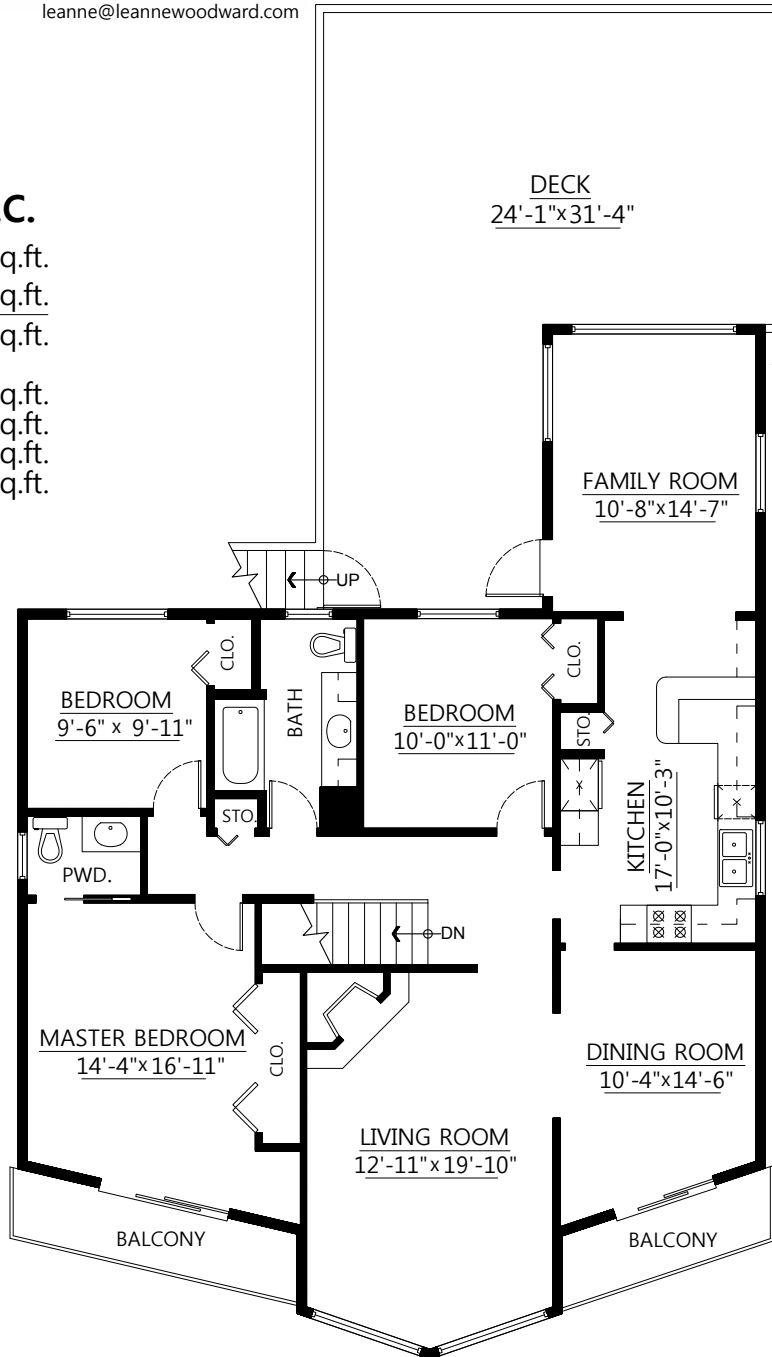 leanne@leannewoodward.com
.C.
q.ft.
q.ft.
q.ft.
q.ft.
q.ft.
q.ft.
q.ft.
DECK
24'-1"x31'-4"
FAMILY ROOM
10'-8"x14'-7"
UP
CLO.
BEDROOM
9'-6" x 9'-11"
BATH
BEDROOM
10'-0"x11'-0"
CLO.
STO.
KITCHEN
17'-0"x10'-3"
STO.
PWD.
DN
MASTER BEDROOM
14'-4"x16'-11"
CLO.
DINING ROOM
10'-4"x14'-6"
LIVING ROOM
12'-11"x19'-10"
BALCONY
BALCONY